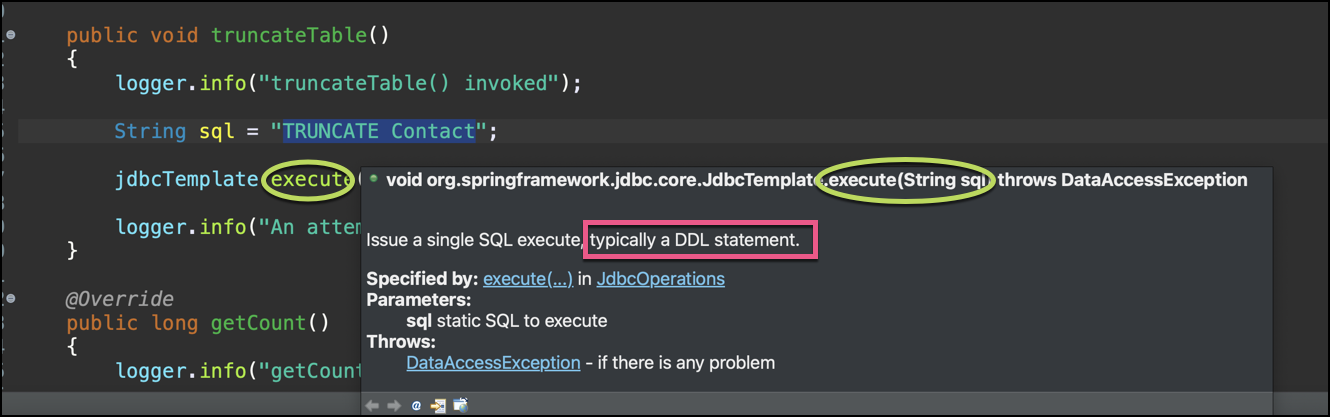 public void truncateTable()
{
logger.info("truncateTable() invoked");
String sql = "TRUNCATE Contact";
jdbcTemplate.execute(
void org.springframework.jdbc.core.JdbcTemplate.execute(String sql) throws DataAccessException
logger.info("An attem
Issue a single SQL execute, typically a DDL statement.
}
Specified by: execute(...) in JdbcOperations
@Override
Parameters:
public long getCount()
sql static SQL to execute
{
Throws:
logger.info("getCount
DataAccessException - if there is any problem